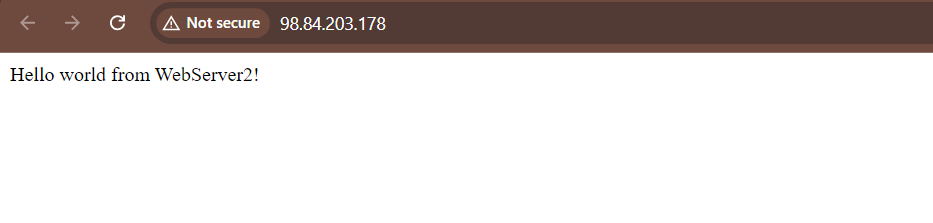 Not secure 98.84.203.178
Hello world from WebServer2!